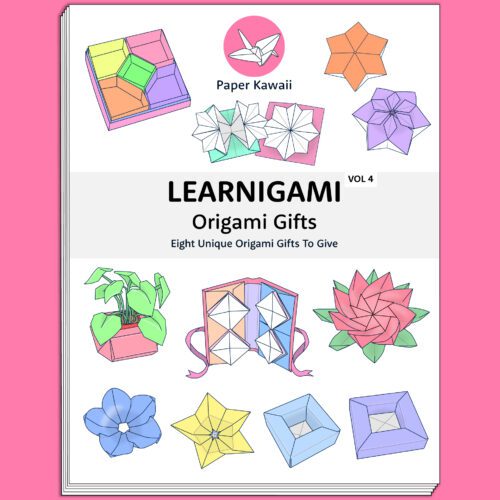 Paper Kawaii
LEARNIGAMI VOL 4
Origami Gifts
Eight Unique Origami Gifts To Give